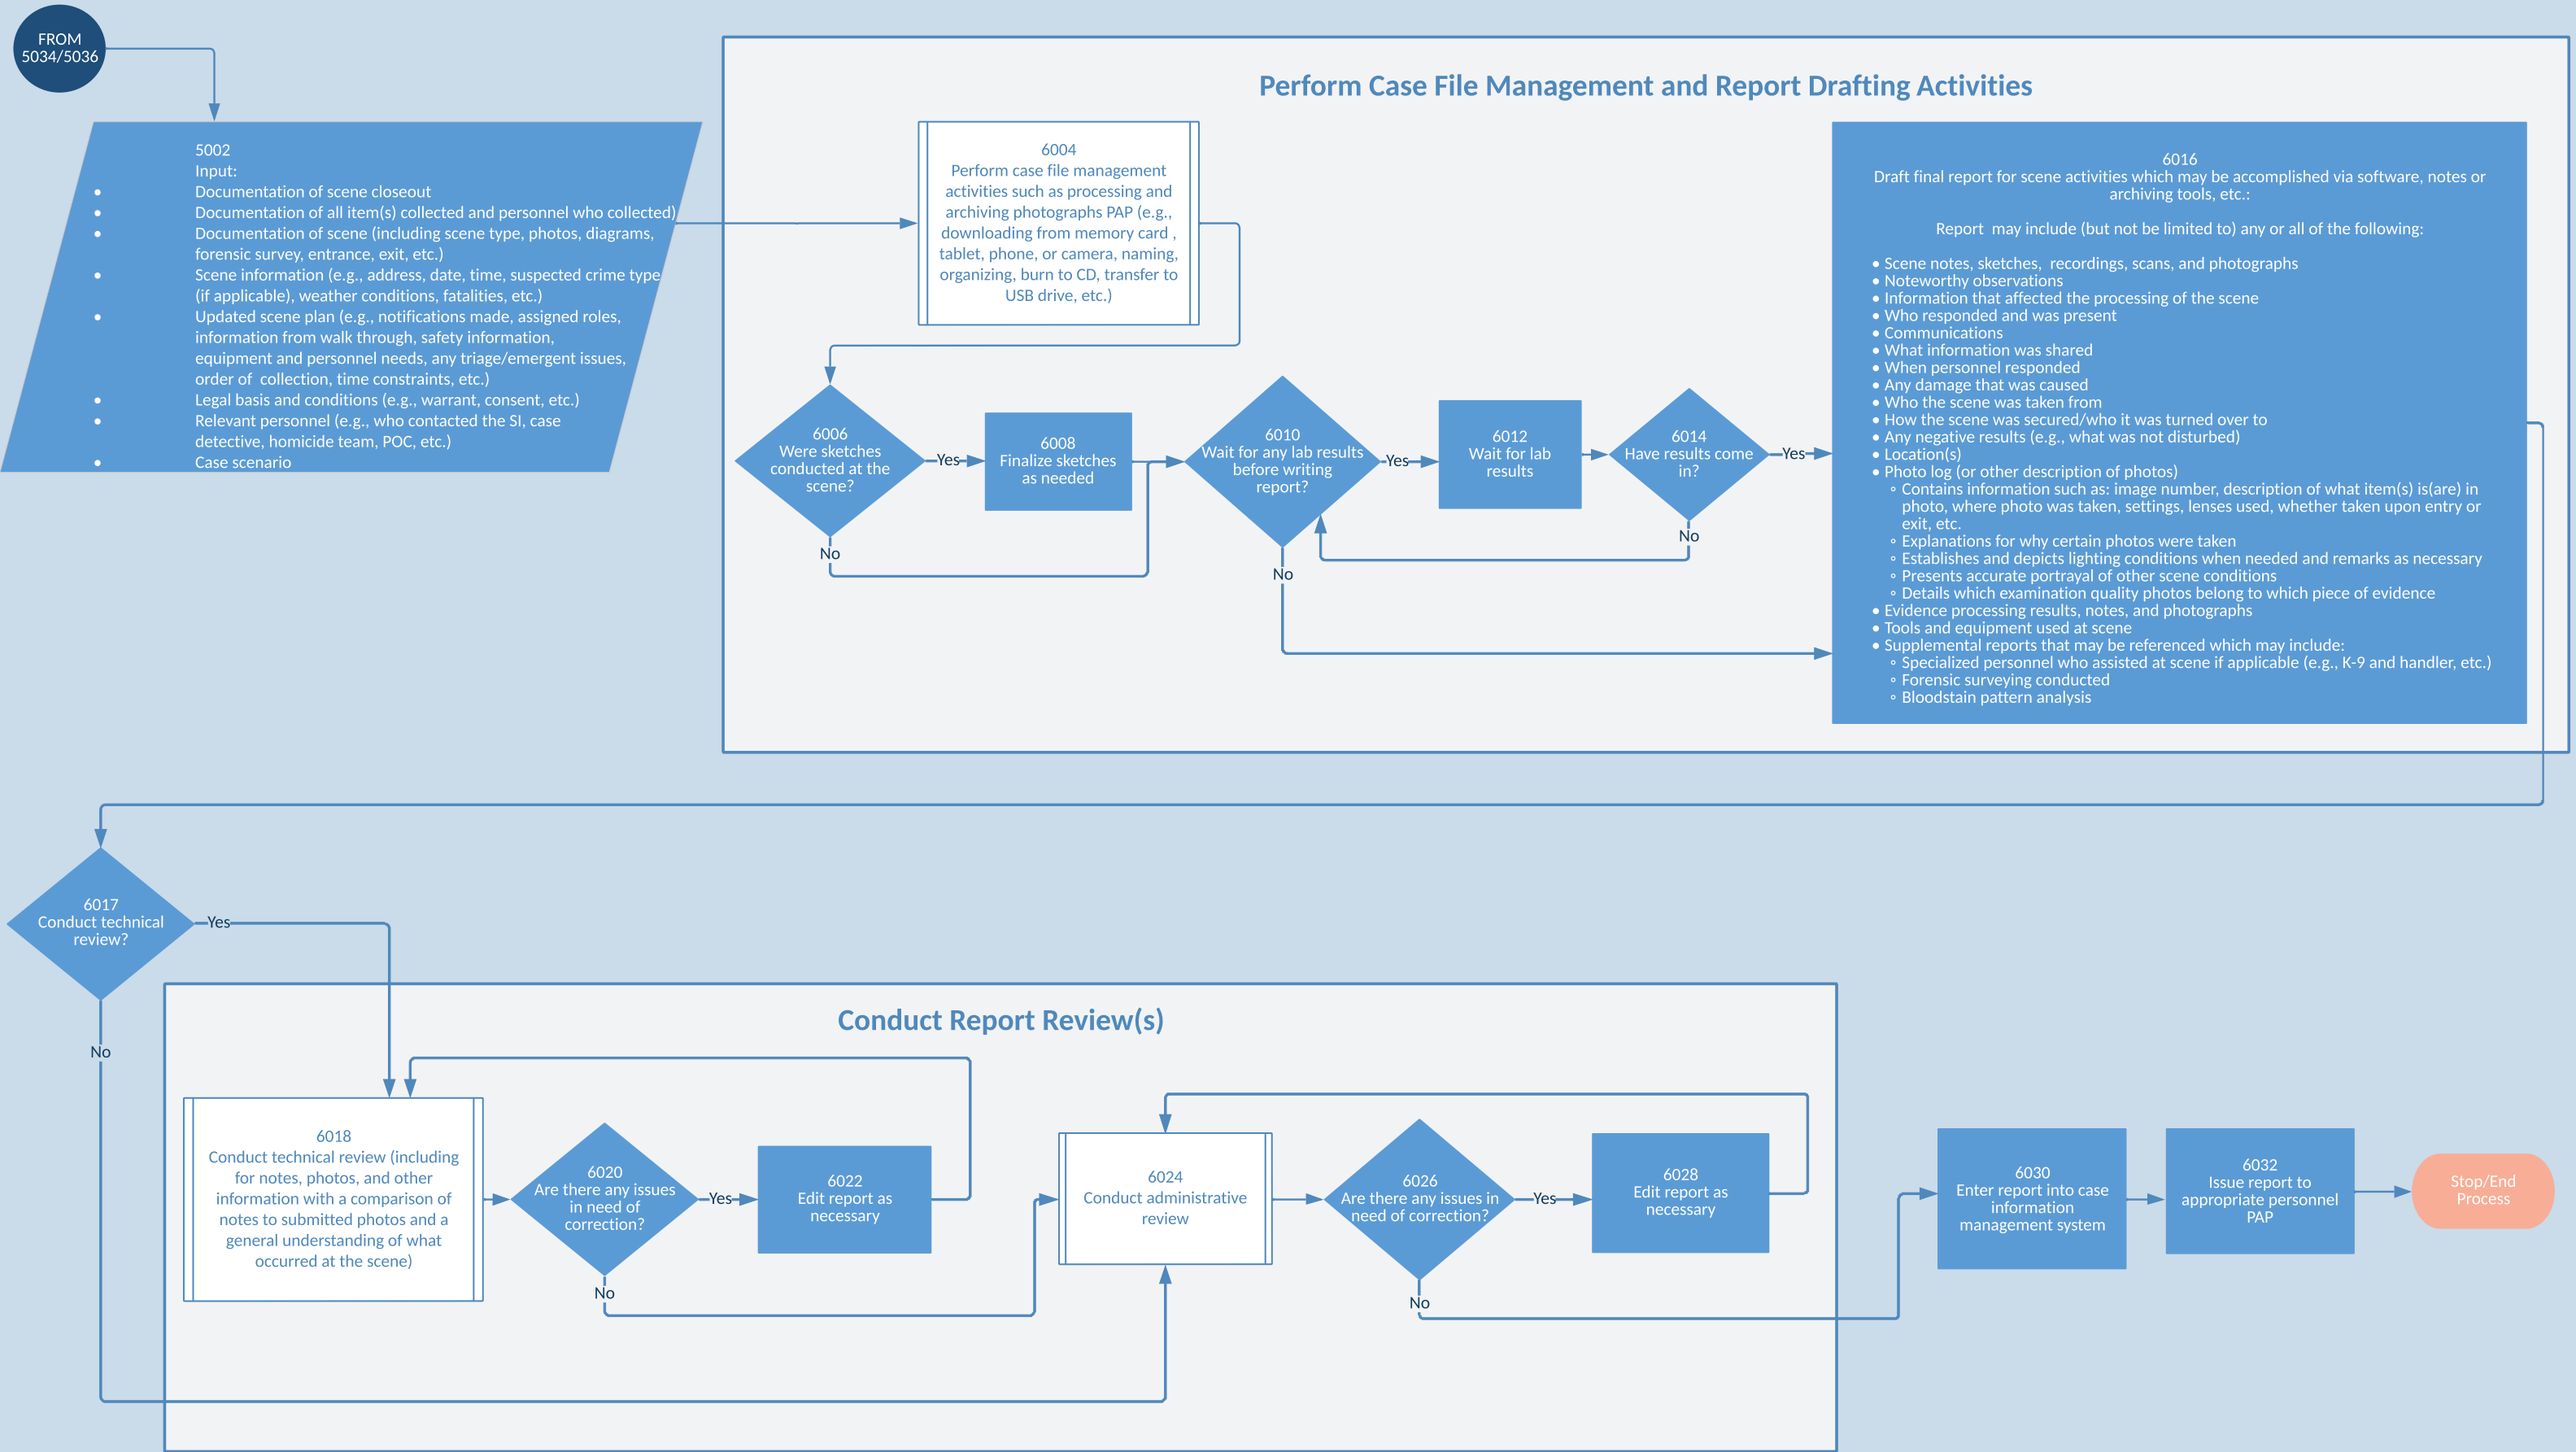 FROM
5034/5036
5002
Input:
• Documentation of scene closeout
• Documentation of all item(s) collected and personnel who collected)
• Documentation of scene (including scene type, photos, diagrams,
forensic survey, entrance, exit, etc.)
• Scene information (e.g., address, date, time, suspected crime type
(if applicable), weather conditions, fatalities, etc.)
• Updated scene plan (e.g., notifications made, assigned roles,
information from walk through, safety information,
equipment and personnel needs, any triage/emergent issues,
order of collection, time constraints, etc.)
• Legal basis and conditions (e.g., warrant, consent, etc.)
• Relevant personnel (e.g., who contacted the SI, case
detective, homicide team, POC, etc.)
• Case scenario
Perform Case File Management and Report Drafting Activities
6004
Perform case file management
activities such as processing and
archiving photographs PAP (e.g.,
downloading from memory card ,
tablet, phone, or camera, naming,
organizing, burn to CD, transfer to
USB drive, etc.)
6006
Were sketches
conducted at the
scene?
Yes
No
6008
Finalize sketches
as needed
6010
Wait for any lab results
before writing
report?
Yes
No
6012
Wait for lab
results
6014
Have results come
in?
Yes
No
6016
Draft final report for scene activities which may be accomplished via software, notes or
archiving tools, etc.:
Report may include (but not be limited to) any or all of the following:
• Scene notes, sketches, recordings, scans, and photographs
• Noteworthy observations
• Information that affected the processing of the scene
• Who responded and was present
• Communications
• What information was shared
• When personnel responded
• Any damage that was caused
• Who the scene was taken from
• How the scene was secured/who it was turned over to
• Any negative results (e.g., what was not disturbed)
• Location(s)
• Photo log (or other description of photos)
◦ Contains information such as: image number, description of what item(s) is(are) in
photo, where photo was taken, settings, lenses used, whether taken upon entry or
exit, etc.
◦ Explanations for why certain photos were taken
◦ Establishes and depicts lighting conditions when needed and remarks as necessary
◦ Presents accurate portrayal of other scene conditions
◦ Details which examination quality photos belong to which piece of evidence
• Evidence processing results, notes, and photographs
• Tools and equipment used at scene
• Supplemental reports that may be referenced which may include:
◦ Specialized personnel who assisted at scene if applicable (e.g., K-9 and handler, etc.)
◦ Forensic surveying conducted
◦ Bloodstain pattern analysis
6017
Conduct technical
review?
Yes
No
Conduct Report Review(s)
6018
Conduct technical review (including
for notes, photos, and other
information with a comparison of
notes to submitted photos and a
general understanding of what
occurred at the scene)
6020
Are there any issues
in need of
correction?
Yes
No
6022
Edit report as
necessary
6024
Conduct administrative
review
6026
Are there any issues in
need of correction?
Yes
No
6028
Edit report as
necessary
6030
Enter report into case
information
management system
6032
Issue report to
appropriate personnel
PAP
Stop/End
Process